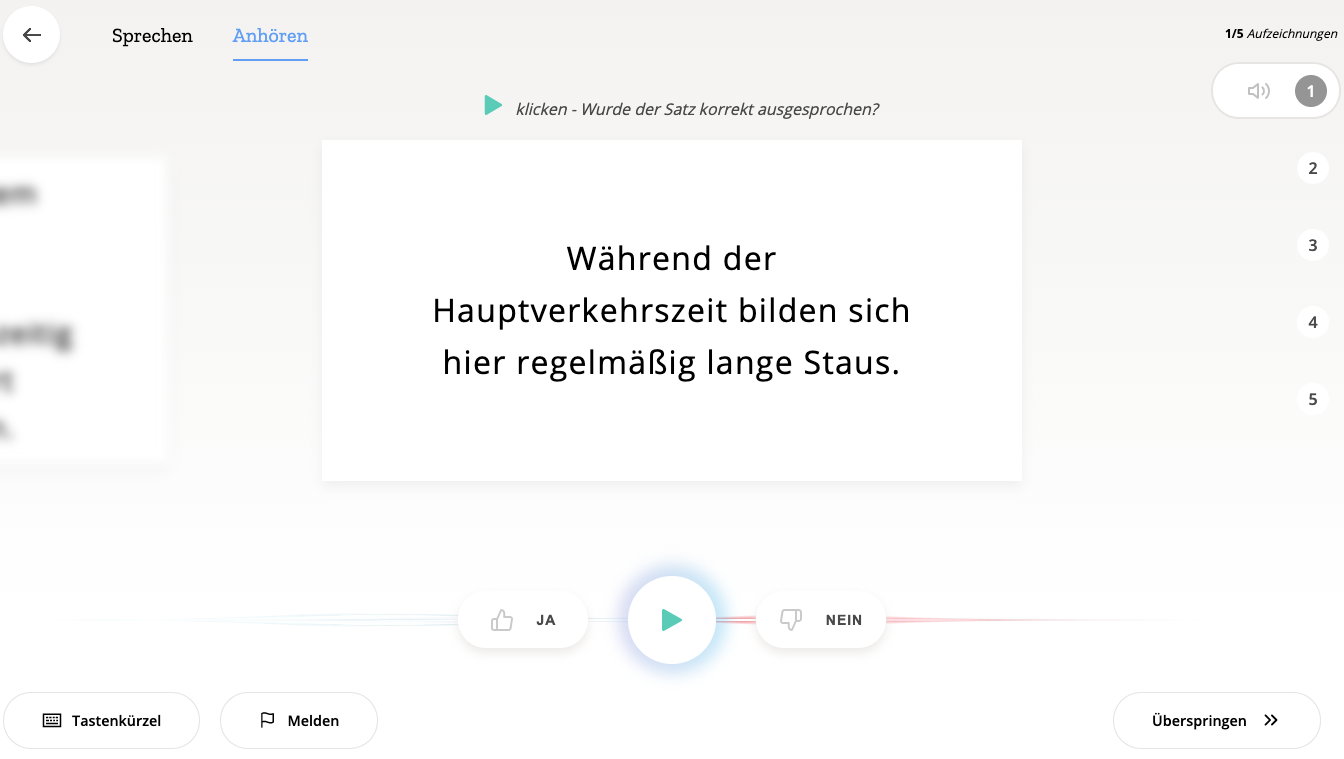 Sprechen Anhören
1/5 Aufzeichnungen
klicken - Wurde der Satz korrekt ausgesprochen?
1
2
3
4
5
zeitig
Während der
Hauptverkehrszeit bilden sich
hier regelmäßig lange Staus.
JA
NEIN
Tastenkürzel
Melden
Überspringen